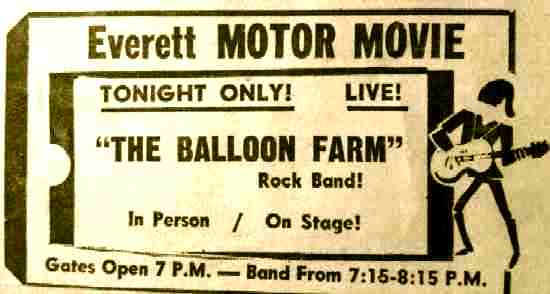 Everett MOTOR MOVIE
TONIGHT ONLY! LIVE!
"THE BALLOON FARM"
Rock Band!
In Person / On Stage!
Gates Open 7 P.M. — Band From 7:15-8:15 P.M.